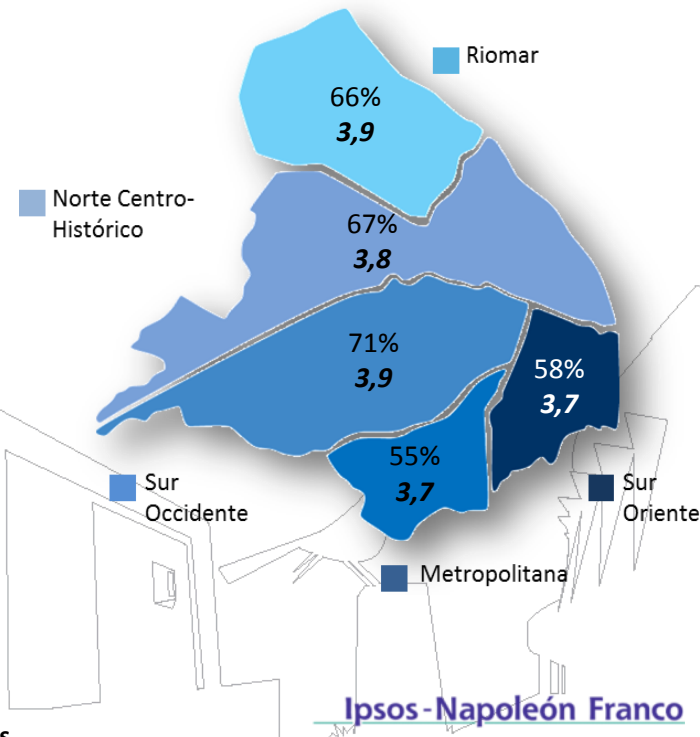 Riomar
66%
3,9
Norte Centro-
Histórico
67%
3,8
71%
3,9
58%
3,7
55%
3,7
Sur
Occidente
Sur
Oriente
Metropolitana
Ipsos-Napoleón Franco